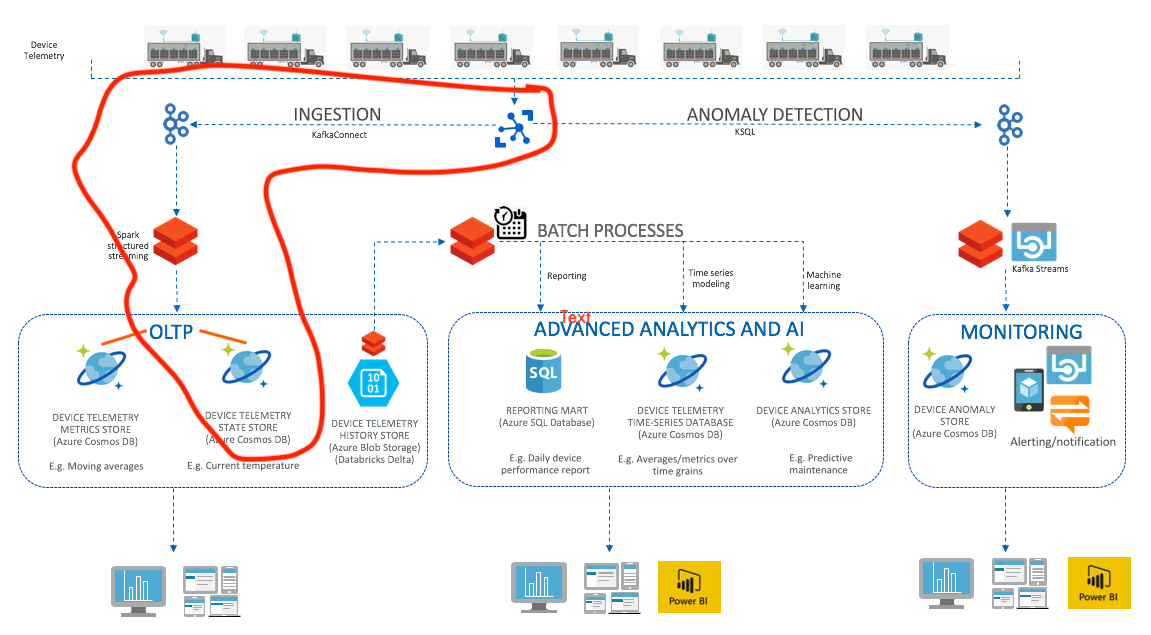 Device
Telemetry
INGESTION
KafkaConnect
ANOMALY DETECTION
KSQL
Spark
structured
streaming
BATCH PROCESSES
Reporting
Time series
modeling
Machine
learning
Kafka Streams
OLTP
DEVICE TELEMETRY
METRICS STORE
(Azure Cosmos DB)
E.g. Moving averages
DEVICE TELEMETRY
STATE STORE
(Azure Cosmos DB)
E.g. Current temperature
10
01
DEVICE TELEMETRY
HISTORY STORE
(Azure Blob Storage)
(Databricks Delta)
Text
ADVANCED ANALYTICS AND AI
SQL
REPORTING MART
(Azure SQL Database)
E.g. Daily device
performance report
DEVICE TELEMETRY
TIME-SERIES DATABASE
(Azure Cosmos DB)
E.g. Averages/metrics over
time grains
DEVICE ANALYTICS STORE
(Azure Cosmos DB)
E.g. Predictive
maintenance
MONITORING
DEVICE ANOMALY
STORE
(Azure Cosmos DB)
Alerting/notification
Power BI
Power BI